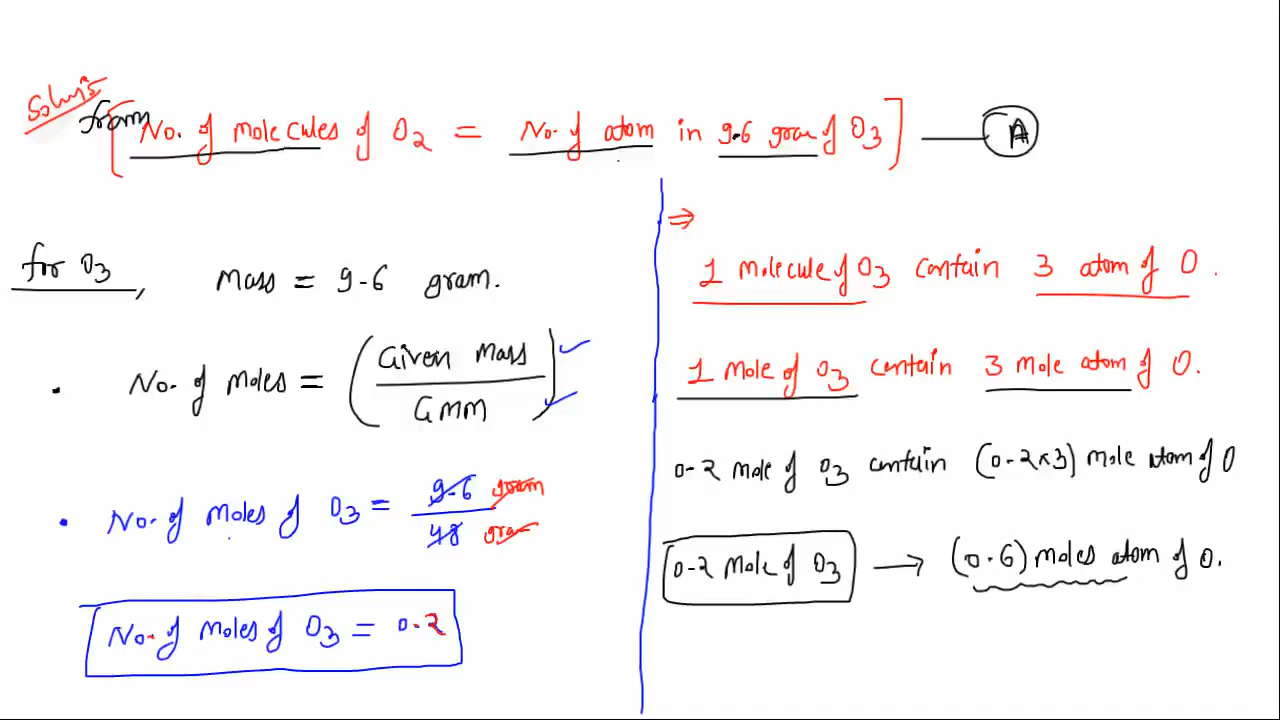 Soln:
from [No. of molecules of O2 = No. of atom in 9.6 gram of O3] — A
for O3, Mass = 9.6 gram.
• No. of moles = (Given Mass / GMM)
• No. of Moles of O3 = 9.6 gram / 48 gram
No. of Moles of O3 = 0.2
⇒
1 Molecule of O3 contain 3 atom of O.
1 Mole of O3 contain 3 mole atom of O.
0.2 mole of O3 contain (0.2×3) mole atom of O
0.2 Mole of O3 → (0.6) moles atom of O.